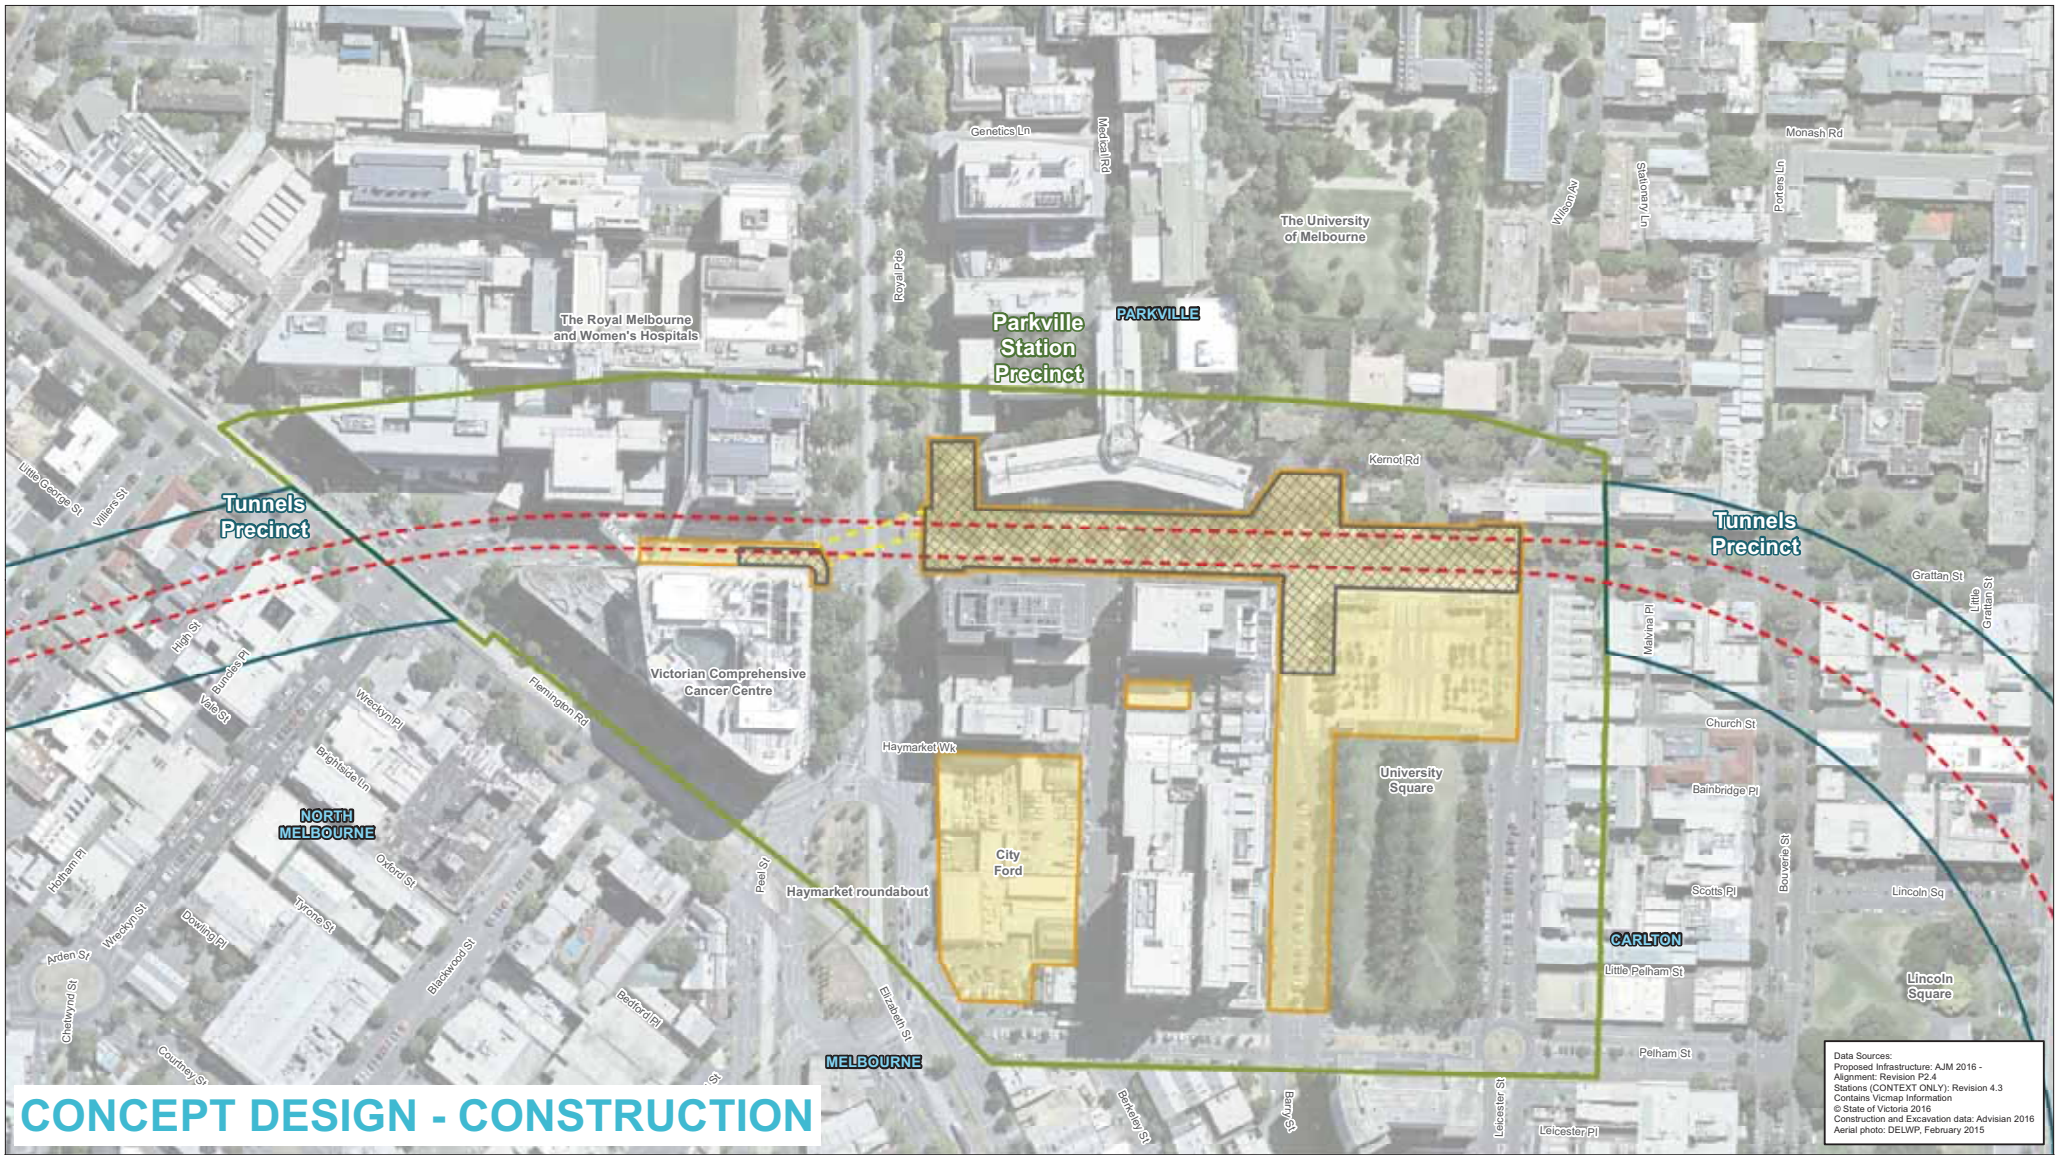 Genetics Ln
Medical Rd
Monash Rd
Stationary Ln
Porters Ln
Wilson Av
The University
of Melbourne
Royal Pde
The Royal Melbourne
and Women's Hospitals
Parkville
Station
Precinct
PARKVILLE
Kernot Rd
Little George St
Villiers St
Tunnels
Precinct
Tunnels
Precinct
Grattan St
Little
Grattan St
High St
Buncles Pl
Vale St
Malvina Pl
Victorian Comprehensive
Cancer Centre
Flemington Rd
Wreckyn Pl
Church St
Haymarket Wk
Brightside Ln
University
Square
Bainbridge Pl
NORTH
MELBOURNE
Hotham Pl
Oxford St
City
Ford
Peel St
Bouverie St
Haymarket roundabout
Scotts Pl
Lincoln Sq
Tyrone St
Wreckyn St
Dowling Pl
CARLTON
Arden St
Blackwood St
Little Pelham St
Lincoln
Square
Chetwynd St
Bedford Pl
Elizabeth St
MELBOURNE
Pelham St
Courtney St
St
Berkeley St
Barry St
Leicester St
Leicester Pl
CONCEPT DESIGN - CONSTRUCTION
Data Sources:
Proposed Infrastructure: AJM 2016 -
Alignment: Revision P2.4
Stations (CONTEXT ONLY): Revision 4.3
Contains Vicmap Information
© State of Victoria 2016
Construction and Excavation data: Advisian 2016
Aerial photo: DELWP, February 2015